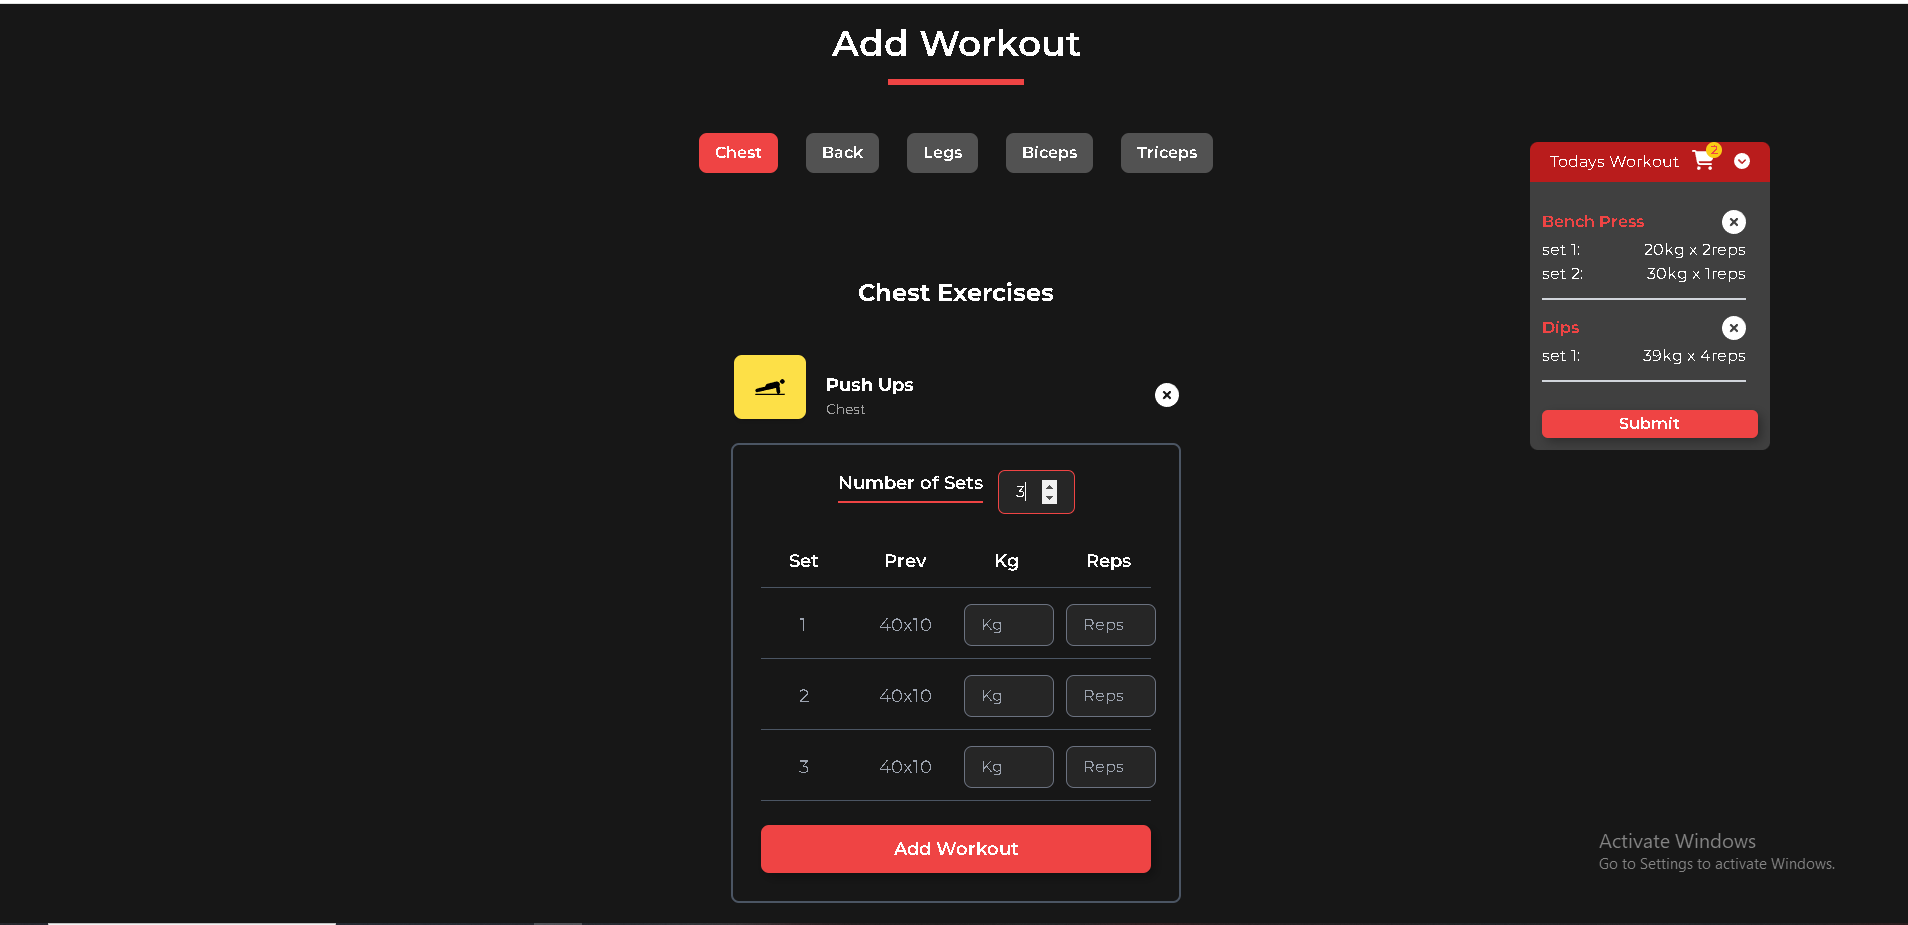 Add Workout
Chest Back Legs Biceps Triceps
Todays Workout 2
Bench Press
set 1: 20kg x 2reps
set 2: 30kg x 1reps
Dips
set 1: 39kg x 4reps
Submit
Chest Exercises
Push Ups
Chest
Number of Sets 3
Set Prev Kg Reps
1 40x10 Kg Reps
2 40x10 Kg Reps
3 40x10 Kg Reps
Add Workout
Activate Windows
Go to Settings to activate Windows.